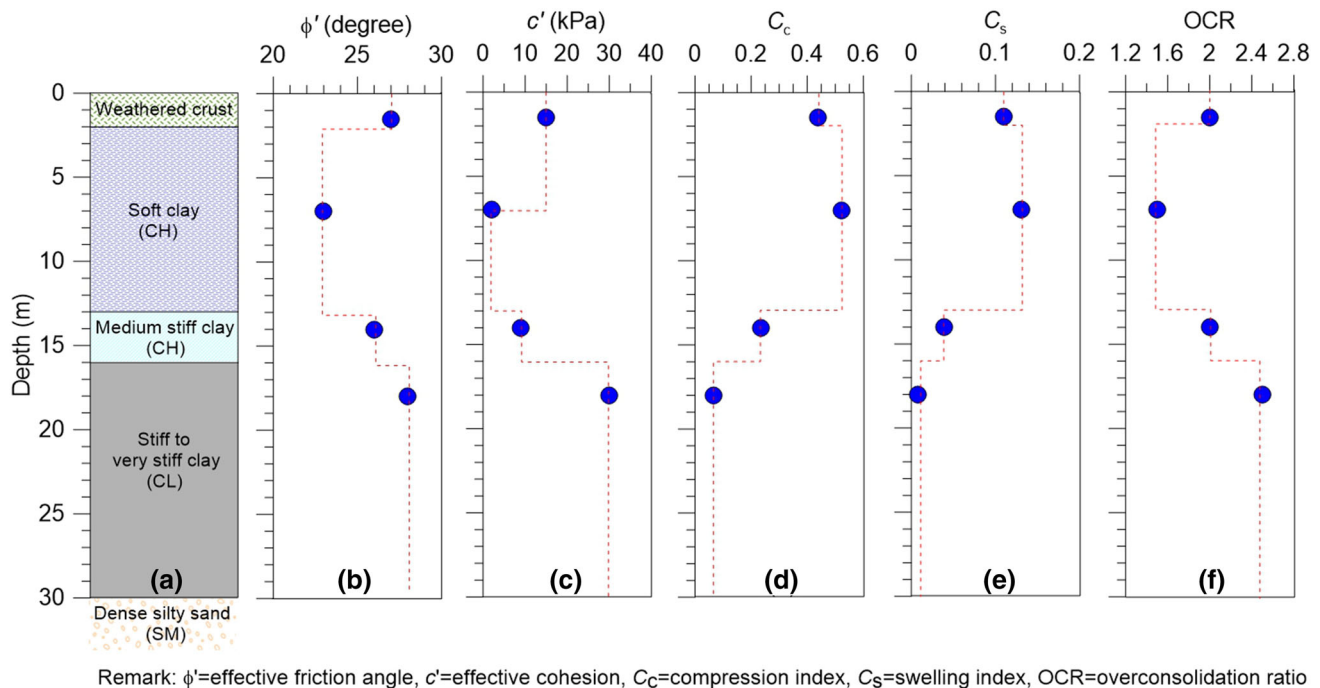 ϕ′ (degree)
c′ (kPa)
Cc
Cs
OCR
20 25 30
0 10 20 30 40
0 0.2 0.4 0.6
0 0.1 0.2
1.2 1.6 2 2.4 2.8
Depth (m)
0
5
10
15
20
25
30
Weathered crust
Soft clay
(CH)
Medium stiff clay
(CH)
Stiff to
very stiff clay
(CL)
Dense silty sand
(SM)
(a)
(b)
(c)
(d)
(e)
(f)
Remark: ϕ'=effective friction angle, c'=effective cohesion, CC=compression index, CS=swelling index, OCR=overconsolidation ratio